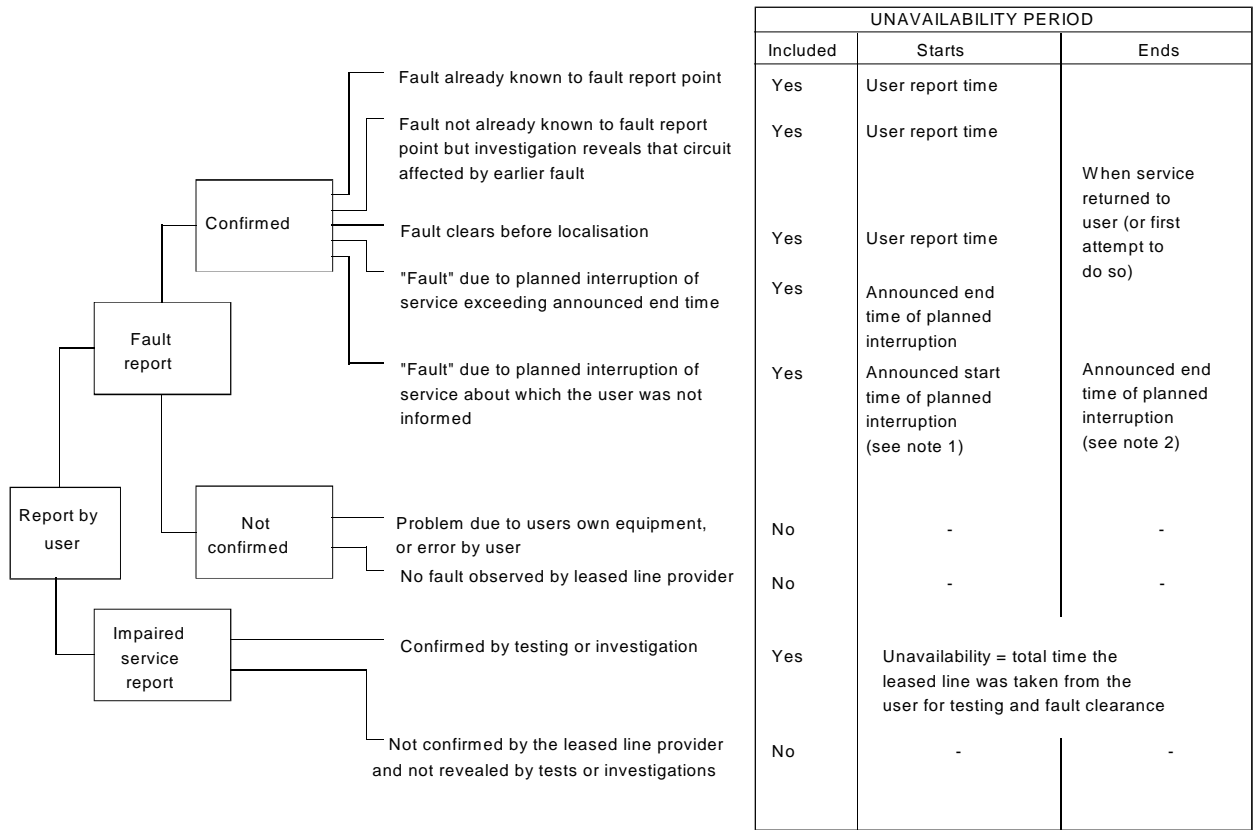 UNAVAILABILITY PERIOD
Included
Starts
Ends
Fault already known to fault report point
Yes
User report time
Fault not already known to fault report
point but investigation reveals that circuit
affected by earlier fault
Yes
User report time
When service
returned to
user (or first
attempt to
do so)
Confirmed
Fault clears before localisation
Yes
User report time
"Fault" due to planned interruption of
service exceeding announced end time
Yes
Announced end
time of planned
interruption
Fault
report
"Fault" due to planned interruption of
service about which the user was not
informed
Yes
Announced start
time of planned
interruption
(see note 1)
Announced end
time of planned
interruption
(see note 2)
Report by
user
Not
confirmed
Problem due to users own equipment,
or error by user
No
-
-
No fault observed by leased line provider
No
-
-
Impaired
service
report
Confirmed by testing or investigation
Yes
Unavailability = total time the
leased line was taken from the
user for testing and fault clearance
Not confirmed by the leased line provider
and not revealed by tests or investigations
No
-
-